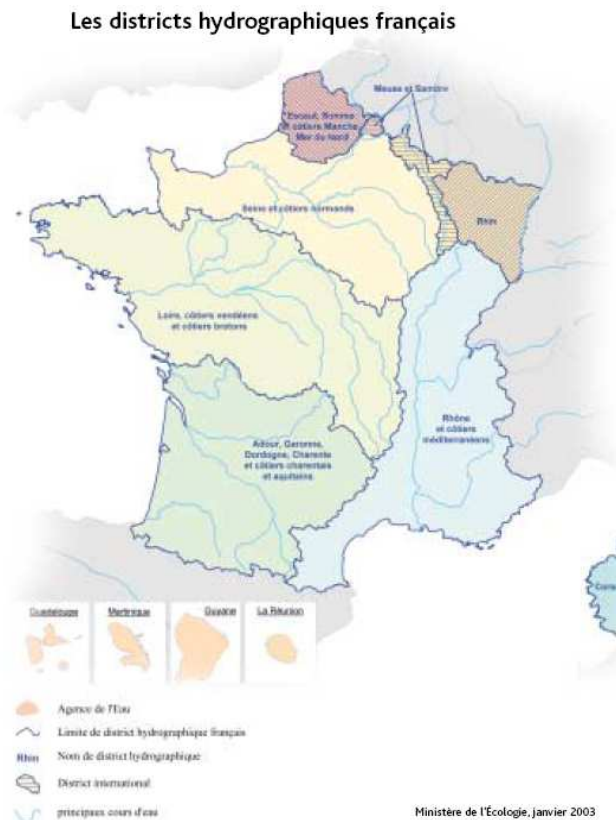 Les districts hydrographiques français
Meuse et Sambre
Escaut, Somme
et côtiers Manche
Mer du Nord
Rhin
Seine et côtiers normands
Loire, côtiers vendéens
et côtiers bretons
Rhône
et côtiers
méditerranéens
Adour, Garonne,
Dordogne, Charente
et côtiers charentais
et aquitains
Guadeloupe
Martinique
Guyane
La Réunion
Agence de l'Eau
Limite de district hydrographique français
Rhin Nom de district hydrographique
District international
principaux cours d'eau
Ministère de l'Écologie, janvier 2003